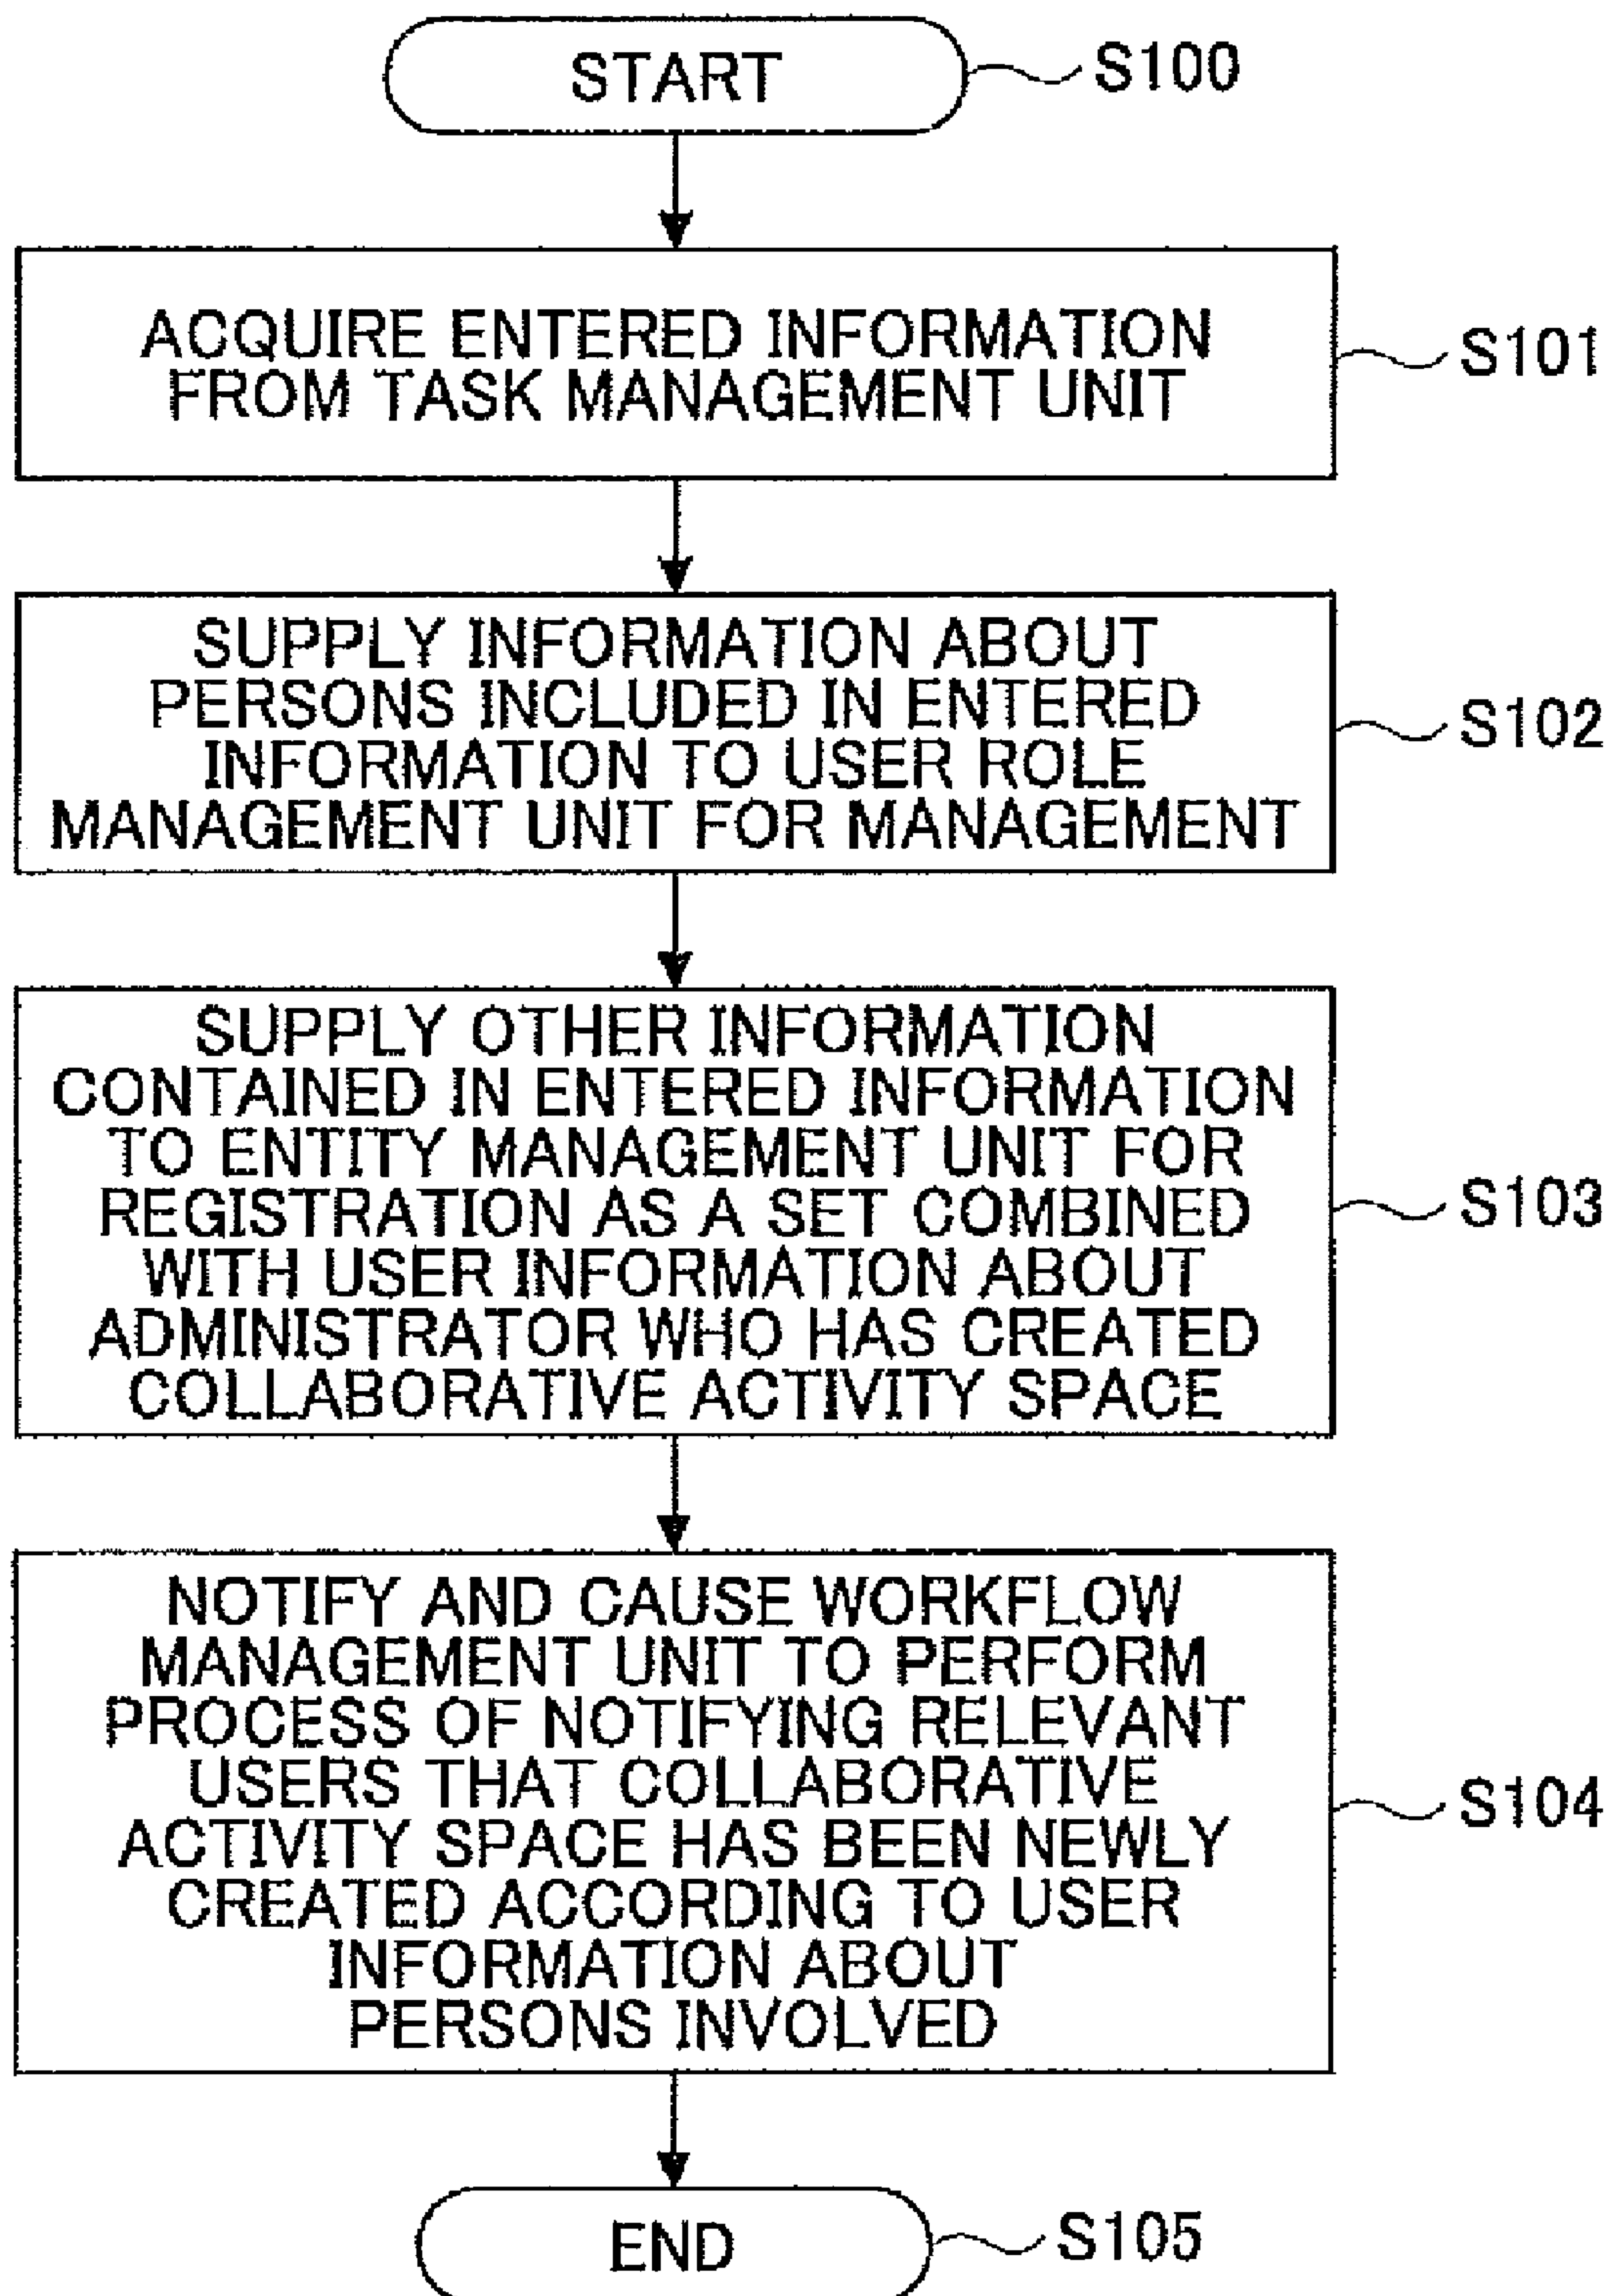 START
S100
ACQUIRE ENTERED INFORMATION
FROM TASK MANAGEMENT UNIT
S101
SUPPLY INFORMATION ABOUT
PERSONS INCLUDED IN ENTERED
INFORMATION TO USER ROLE
MANAGEMENT UNIT FOR MANAGEMENT
S102
SUPPLY OTHER INFORMATION
CONTAINED IN ENTERED INFORMATION
TO ENTITY MANAGEMENT UNIT FOR
REGISTRATION AS A SET COMBINED
WITH USER INFORMATION ABOUT
ADMINISTRATOR WHO HAS CREATED
COLLABORATIVE ACTIVITY SPACE
S103
NOTIFY AND CAUSE WORKFLOW
MANAGEMENT UNIT TO PERFORM
PROCESS OF NOTIFYING RELEVANT
USERS THAT COLLABORATIVE
ACTIVITY SPACE HAS BEEN NEWLY
CREATED ACCORDING TO USER
INFORMATION ABOUT
PERSONS INVOLVED
S104
END
S105